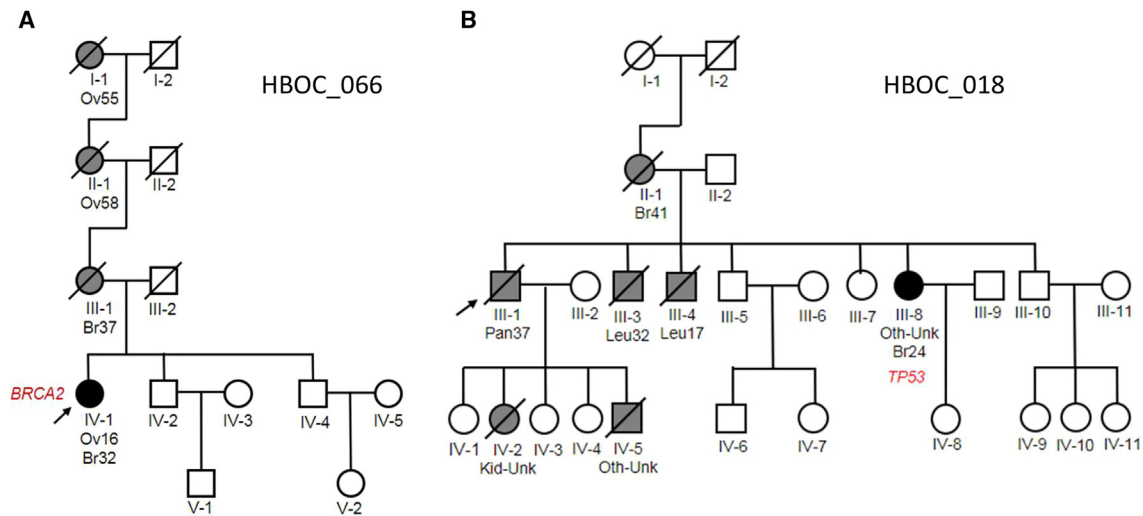 A
B
HBOC_066
HBOC_018
I-1
I-2
Ov55
II-1
II-2
Ov58
III-1
III-2
Br37
BRCA2
IV-1
IV-2
IV-3
IV-4
IV-5
Ov16
Br32
V-1
V-2
I-1
I-2
II-1
II-2
Br41
III-1
III-2
III-3
III-4
III-5
III-6
III-7
III-8
III-9
III-10
III-11
Pan37
Leu32
Leu17
Oth-Unk
Br24
TP53
IV-1
IV-2
IV-3
IV-4
IV-5
IV-6
IV-7
IV-8
IV-9
IV-10
IV-11
Kid-Unk
Oth-Unk